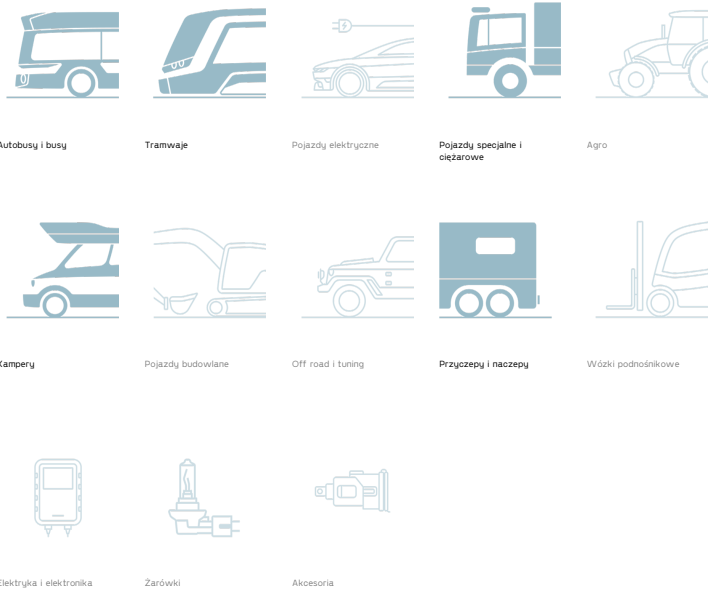 Autobusy i busy
Tramwaje
Pojazdy elektryczne
Pojazdy specjalne i
ciężarowe
Agro
Kampery
Pojazdy budowlane
Off road i tuning
Przyczepy i naczepy
Wózki podnośnikowe
Elektryka i elektronika
Żarówki
Akcesoria